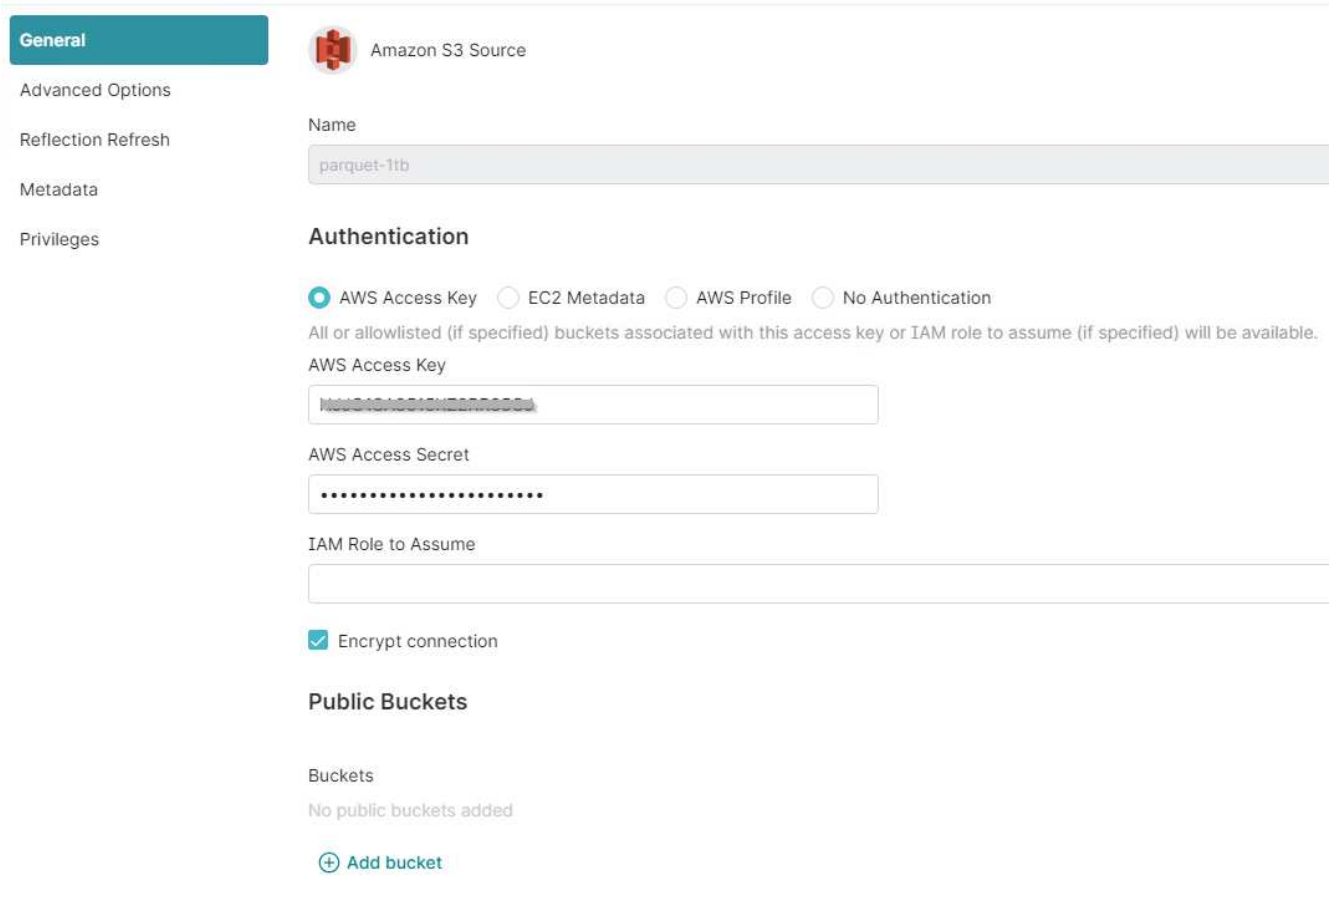 General
Advanced Options
Reflection Refresh
Metadata
Privileges
Amazon S3 Source
Name
parquet-1tb
Authentication
AWS Access Key EC2 Metadata AWS Profile No Authentication
All or allowlisted (if specified) buckets associated with this access key or IAM role to assume (if specified) will be available.
AWS Access Key
AWS Access Secret
••••••••••••••••••••••••
IAM Role to Assume
Encrypt connection
Public Buckets
Buckets
No public buckets added
Add bucket